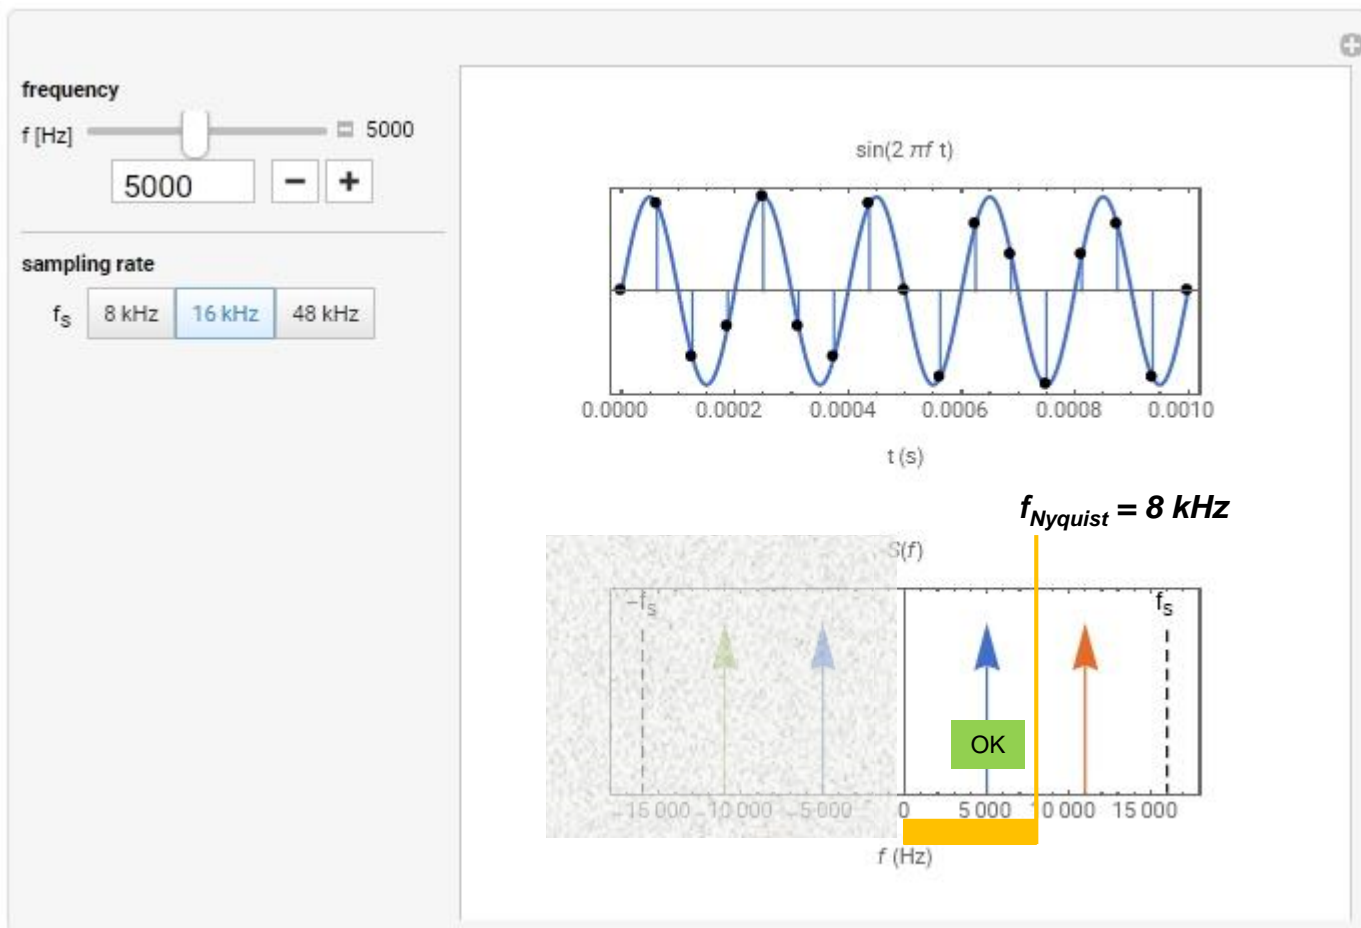 frequency
f [Hz] 5000
5000 − +
sampling rate
fs 8 kHz 16 kHz 48 kHz
sin(2 πf t)
0.0000 0.0002 0.0004 0.0006 0.0008 0.0010
t (s)
fNyquist = 8 kHz
S(f)
−fs fs
OK
−15 000 −10 000 −5 000 0 5 000 10 000 15 000
f (Hz)